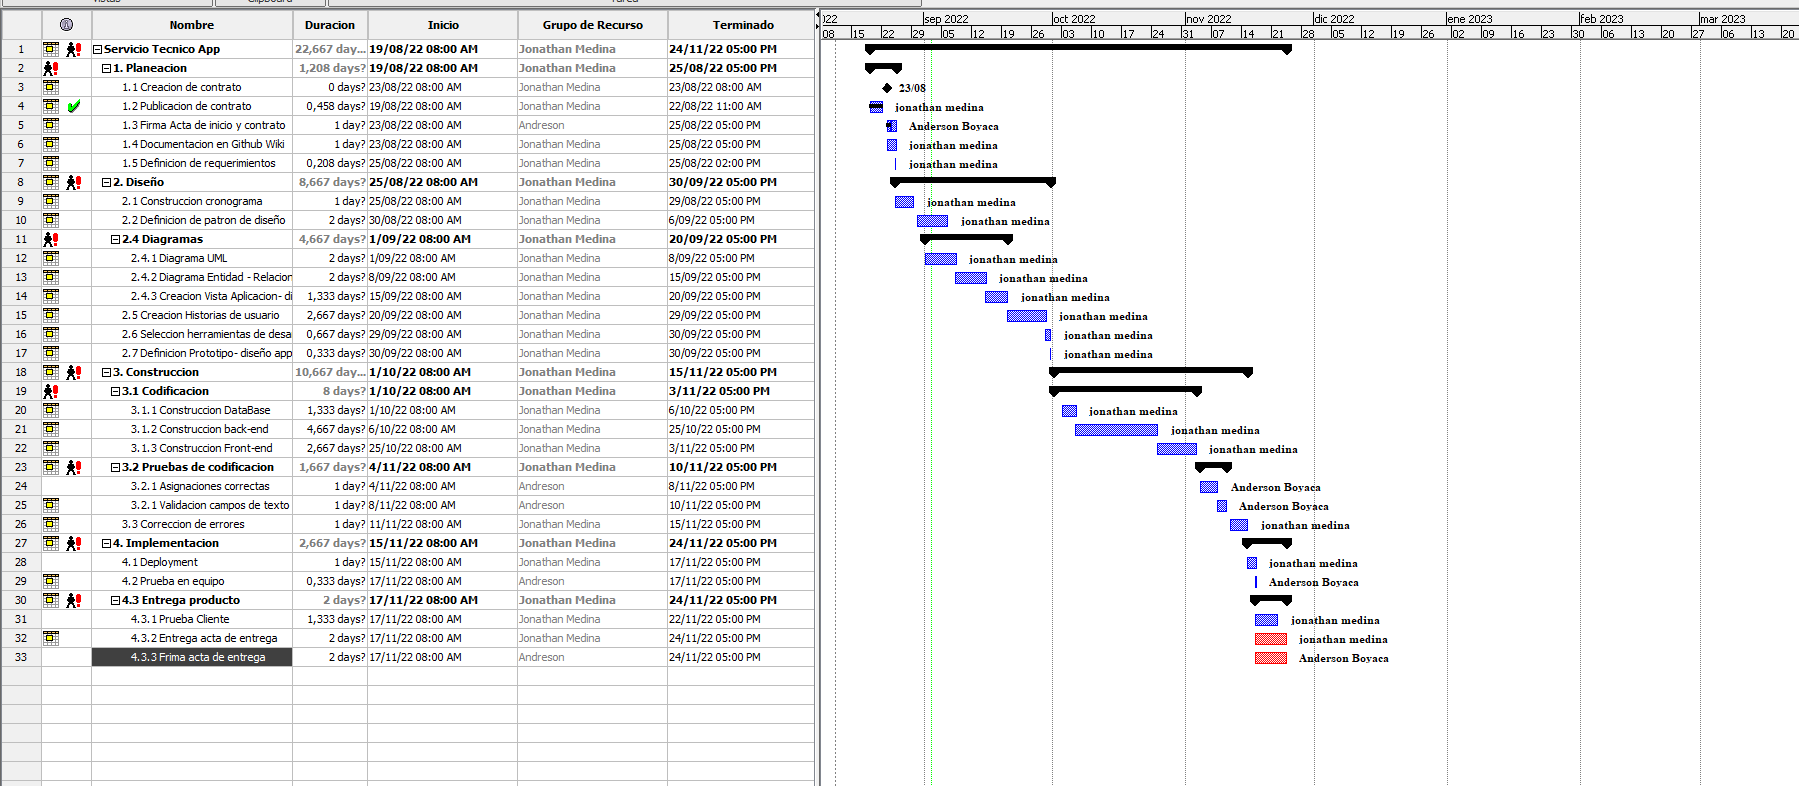 Vistas Clipboard Tarea
Nombre Duracion Inicio Grupo de Recurso Terminado
022 sep 2022 oct 2022 nov 2022 dic 2022 ene 2023 feb 2023 mar 2023
08 15 22 29 05 12 19 26 03 10 17 24 31 07 14 21 28 05 12 19 26 02 09 16 23 30 06 13 20 27 06 13 20
1 Servicio Tecnico App 22,667 day... 19/08/22 08:00 AM Jonathan Medina 24/11/22 05:00 PM
2 1. Planeacion 1,208 days? 19/08/22 08:00 AM Jonathan Medina 25/08/22 05:00 PM
3 1.1 Creacion de contrato 0 days? 23/08/22 08:00 AM Jonathan Medina 23/08/22 08:00 AM 23/08
4 1.2 Publicacion de contrato 0,458 days? 19/08/22 08:00 AM Jonathan Medina 22/08/22 11:00 AM jonathan medina
5 1.3 Firma Acta de inicio y contrato 1 day? 23/08/22 08:00 AM Andreson 25/08/22 05:00 PM Anderson Boyaca
6 1.4 Documentacion en Github Wiki 1 day? 23/08/22 08:00 AM Jonathan Medina 25/08/22 05:00 PM jonathan medina
7 1.5 Definicion de requerimientos 0,208 days? 25/08/22 08:00 AM Jonathan Medina 25/08/22 02:00 PM jonathan medina
8 2. Diseño 8,667 days? 25/08/22 08:00 AM Jonathan Medina 30/09/22 05:00 PM
9 2.1 Construccion cronograma 1 day? 25/08/22 08:00 AM Jonathan Medina 29/08/22 05:00 PM jonathan medina
10 2.2 Definicion de patron de diseño 2 days? 30/08/22 08:00 AM Jonathan Medina 6/09/22 05:00 PM jonathan medina
11 2.4 Diagramas 4,667 days? 1/09/22 08:00 AM Jonathan Medina 20/09/22 05:00 PM
12 2.4.1 Diagrama UML 2 days? 1/09/22 08:00 AM Jonathan Medina 8/09/22 05:00 PM jonathan medina
13 2.4.2 Diagrama Entidad - Relacion 2 days? 8/09/22 08:00 AM Jonathan Medina 15/09/22 05:00 PM jonathan medina
14 2.4.3 Creacion Vista Aplicacion- di 1,333 days? 15/09/22 08:00 AM Jonathan Medina 20/09/22 05:00 PM jonathan medina
15 2.5 Creacion Historias de usuario 2,667 days? 20/09/22 08:00 AM Jonathan Medina 29/09/22 05:00 PM jonathan medina
16 2.6 Seleccion herramientas de desa 0,667 days? 29/09/22 08:00 AM Jonathan Medina 30/09/22 05:00 PM jonathan medina
17 2.7 Definicion Prototipo- diseño app 0,333 days? 30/09/22 08:00 AM Jonathan Medina 30/09/22 05:00 PM jonathan medina
18 3. Construccion 10,667 day... 1/10/22 08:00 AM Jonathan Medina 15/11/22 05:00 PM
19 3.1 Codificacion 8 days? 1/10/22 08:00 AM Jonathan Medina 3/11/22 05:00 PM
20 3.1.1 Construccion DataBase 1,333 days? 1/10/22 08:00 AM Jonathan Medina 6/10/22 05:00 PM jonathan medina
21 3.1.2 Construccion back-end 4,667 days? 6/10/22 08:00 AM Jonathan Medina 25/10/22 05:00 PM jonathan medina
22 3.1.3 Construccion Front-end 2,667 days? 25/10/22 08:00 AM Jonathan Medina 3/11/22 05:00 PM jonathan medina
23 3.2 Pruebas de codificacion 1,667 days? 4/11/22 08:00 AM Jonathan Medina 10/11/22 05:00 PM
24 3.2.1 Asignaciones correctas 1 day? 4/11/22 08:00 AM Andreson 8/11/22 05:00 PM Anderson Boyaca
25 3.2.1 Validacion campos de texto 1 day? 8/11/22 08:00 AM Andreson 10/11/22 05:00 PM Anderson Boyaca
26 3.3 Correccion de errores 1 day? 11/11/22 08:00 AM Jonathan Medina 15/11/22 05:00 PM jonathan medina
27 4. Implementacion 2,667 days? 15/11/22 08:00 AM Jonathan Medina 24/11/22 05:00 PM
28 4.1 Deployment 1 day? 15/11/22 08:00 AM Jonathan Medina 17/11/22 05:00 PM jonathan medina
29 4.2 Prueba en equipo 0,333 days? 17/11/22 08:00 AM Andreson 17/11/22 05:00 PM Anderson Boyaca
30 4.3 Entrega producto 2 days? 17/11/22 08:00 AM Jonathan Medina 24/11/22 05:00 PM
31 4.3.1 Prueba Cliente 1,333 days? 17/11/22 08:00 AM Jonathan Medina 22/11/22 05:00 PM jonathan medina
32 4.3.2 Entrega acta de entrega 2 days? 17/11/22 08:00 AM Jonathan Medina 24/11/22 05:00 PM jonathan medina
33 4.3.3 Frima acta de entrega 2 days? 17/11/22 08:00 AM Andreson 24/11/22 05:00 PM Anderson Boyaca